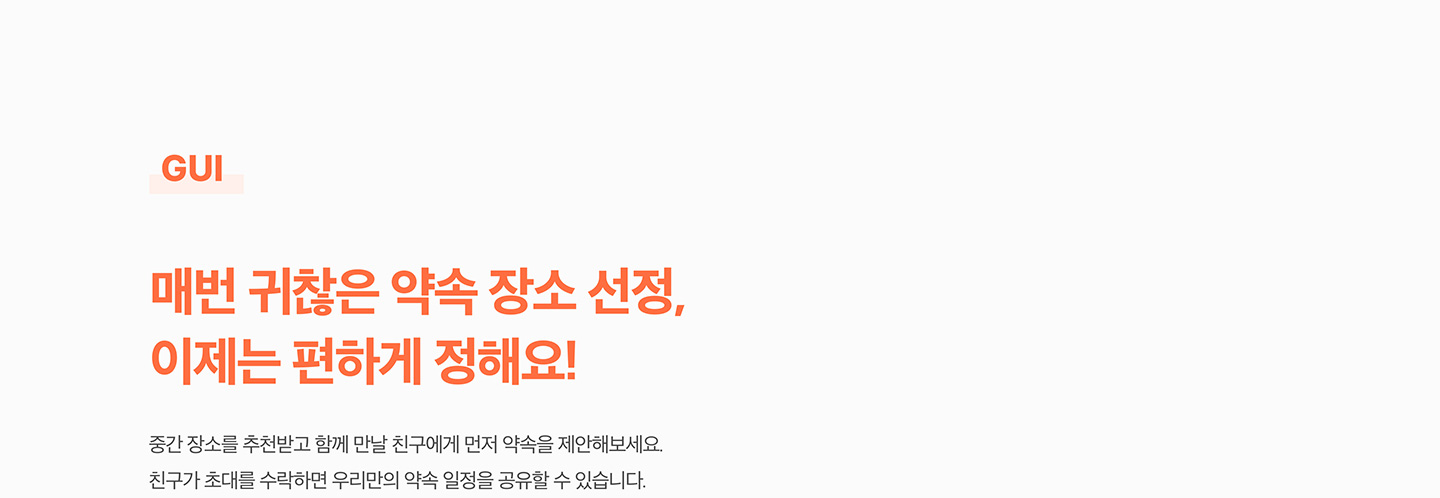 GUI
매번 귀찮은 약속 장소 선정,
이제는 편하게 정해요!
중간 장소를 추천받고 함께 만날 친구에게 먼저 약속을 제안해보세요.
친구가 초대를 수락하면 우리만의 약속 일정을 공유할 수 있습니다.